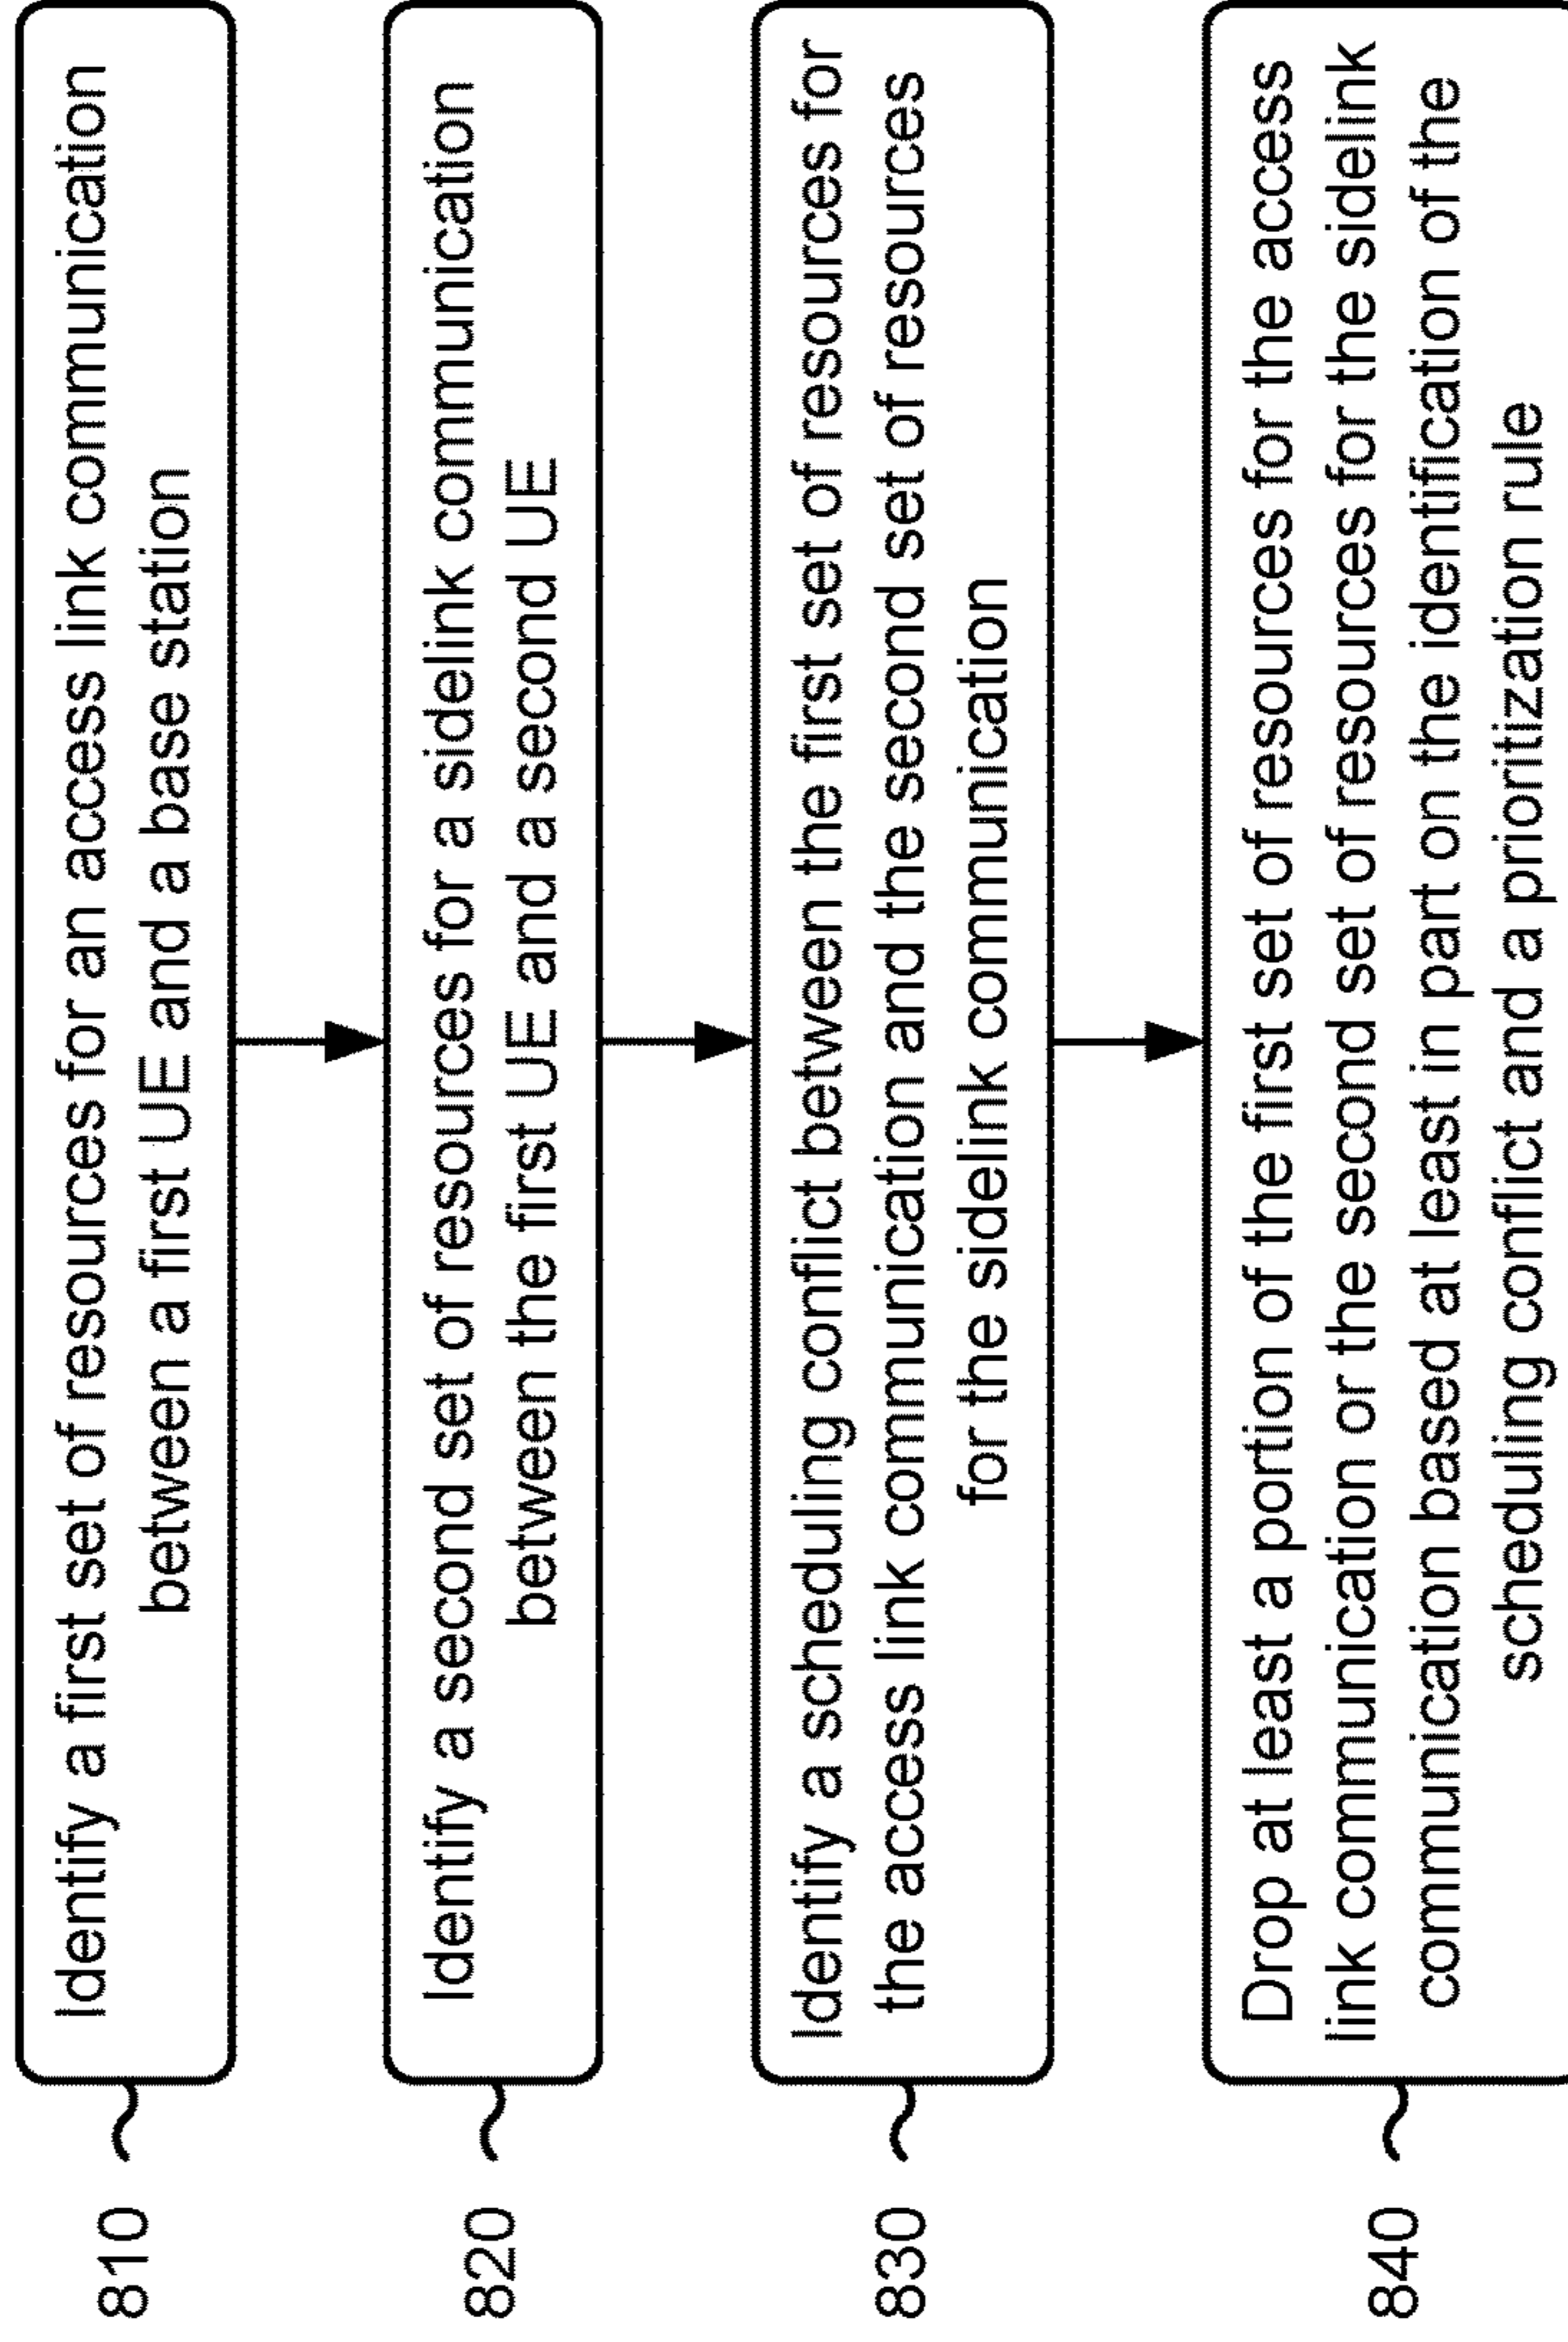 810
Identify a first set of resources for an access link communication
between a first UE and a base station
820
Identify a second set of resources for a sidelink communication
between the first UE and a second UE
830
Identify a scheduling conflict between the first set of resources for
the access link communication and the second set of resources
for the sidelink communication
840
Drop at least a portion of the first set of resources for the access
link communication or the second set of resources for the sidelink
communication based at least in part on the identification of the
scheduling conflict and a prioritization rule